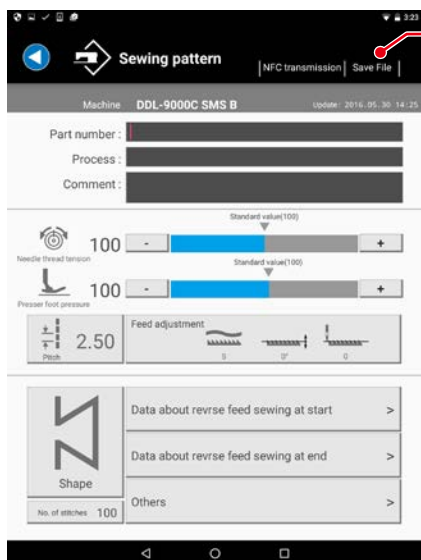 3:23
Sewing pattern
NFC transmission | Save File |
Machine DDL-9000C SMS B Update: 2016.05.30 14:25
Part number :
Process :
Comment :
Standard value(100)
100 - +
Needle thread tension
Standard value(100)
100 - +
Presser foot pressure
Feed adjustment
2.50
Pitch
S 0° 0
Data about revrse feed sewing at start >
Data about revrse feed sewing at end >
Shape
No. of stitches 100
Others >